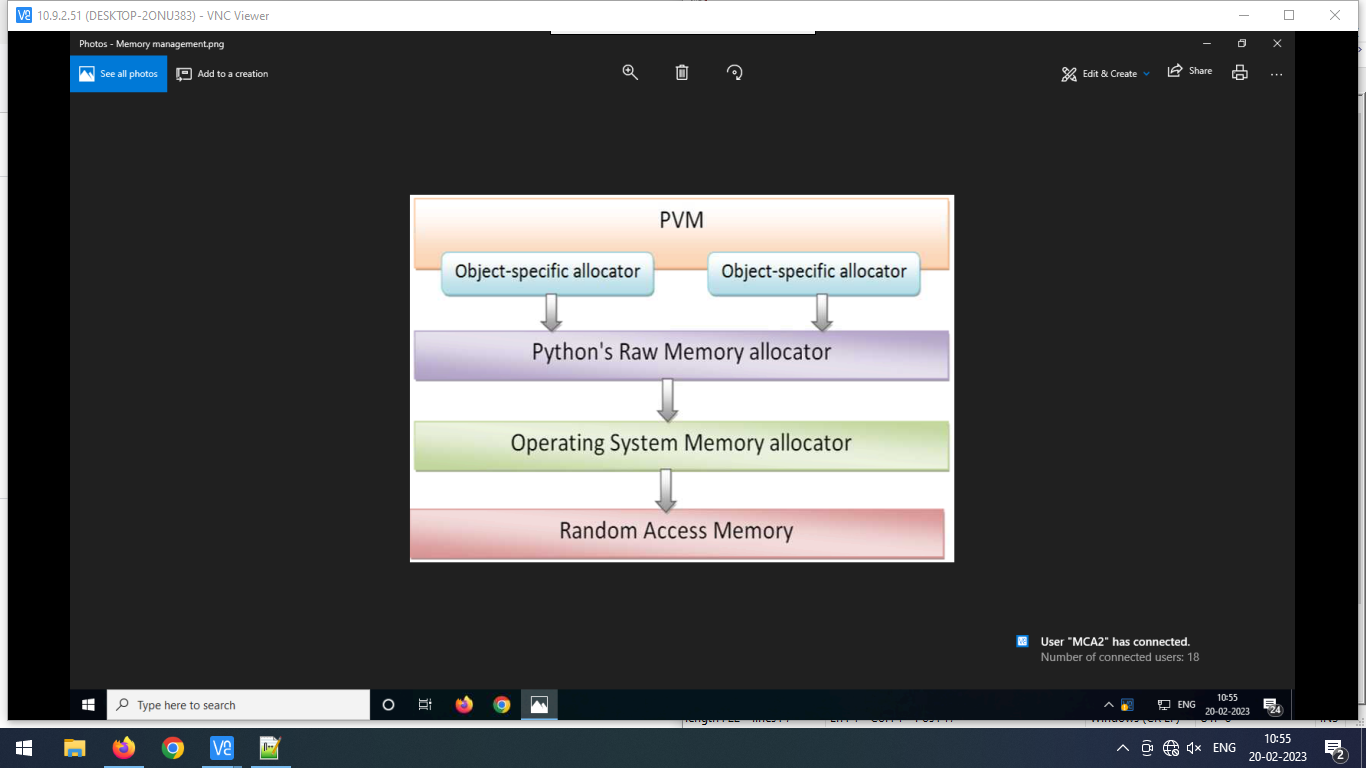 10.9.2.51 (DESKTOP-2ONU383) - VNC Viewer
Photos - Memory management.png
See all photos
Add to a creation
Edit & Create
Share
PVM
Object-specific allocator
Object-specific allocator
Python's Raw Memory allocator
Operating System Memory allocator
Random Access Memory
User "MCA2" has connected.
Number of connected users: 18
Type here to search
ENG
10:55
20-02-2023
24
ENG
10:55
20-02-2023
2